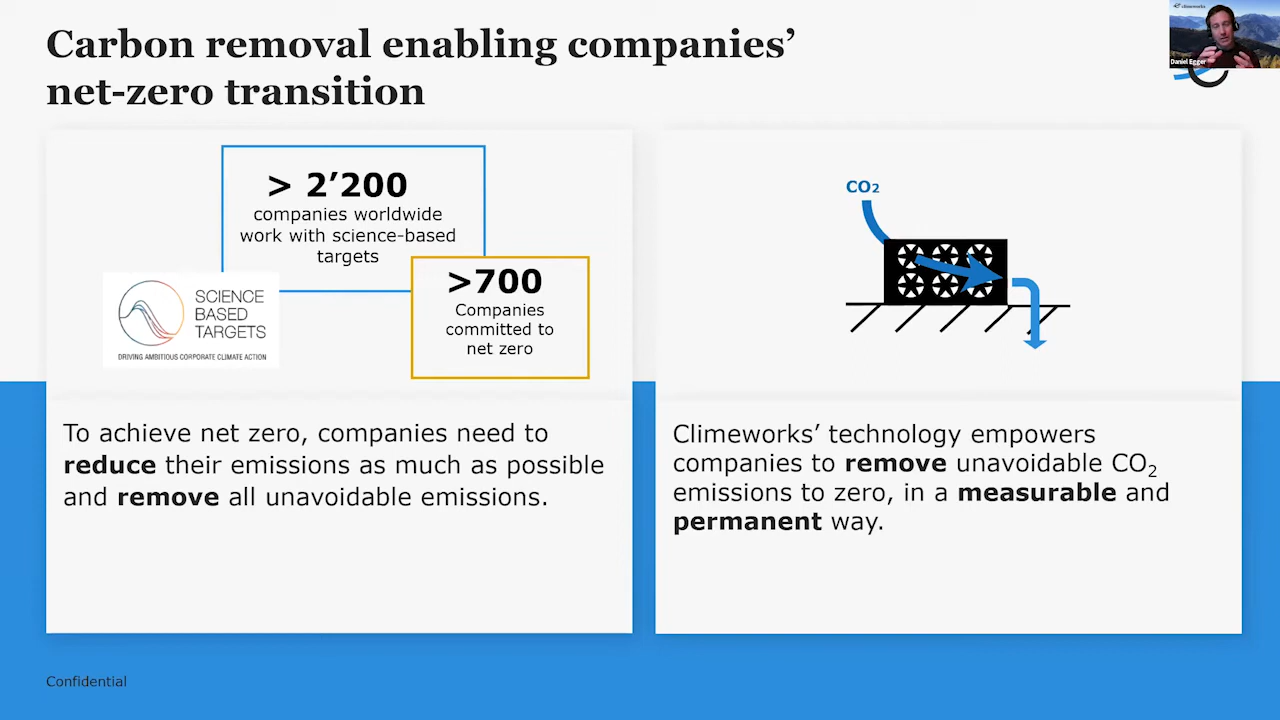 Carbon removal enabling companies’
net-zero transition
climeworks
Daniel Egger
> 2’200
companies worldwide
work with science-based
targets
>700
Companies
committed to
net zero
SCIENCE
BASED
TARGETS
DRIVING AMBITIOUS CORPORATE CLIMATE ACTION
CO₂
To achieve net zero, companies need to
reduce their emissions as much as possible
and remove all unavoidable emissions.
Climeworks’ technology empowers
companies to remove unavoidable CO₂
emissions to zero, in a measurable and
permanent way.
Confidential